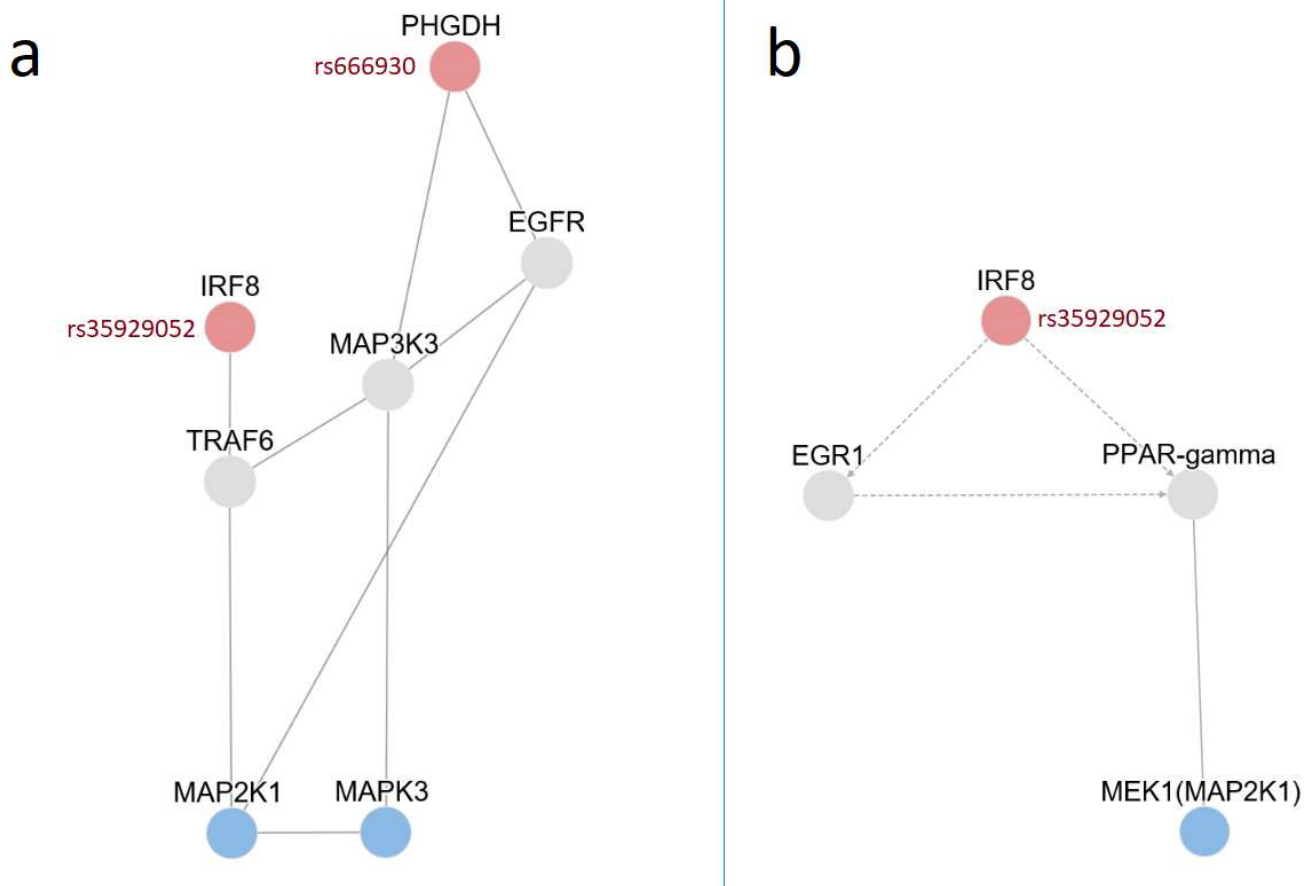 a
PHGDH
rs666930
EGFR
IRF8
rs35929052
MAP3K3
TRAF6
MAP2K1
MAPK3
b
IRF8
rs35929052
EGR1
PPAR-gamma
MEK1(MAP2K1)